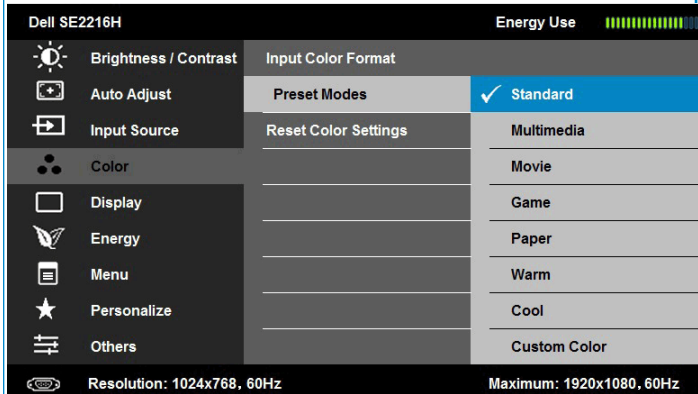 Dell SE2216H Energy Use
Brightness / Contrast Input Color Format
Auto Adjust Preset Modes Standard
Input Source Reset Color Settings Multimedia
Color Movie
Display Game
Energy Paper
Menu Warm
Personalize Cool
Others Custom Color
Resolution: 1024x768, 60Hz Maximum: 1920x1080, 60Hz